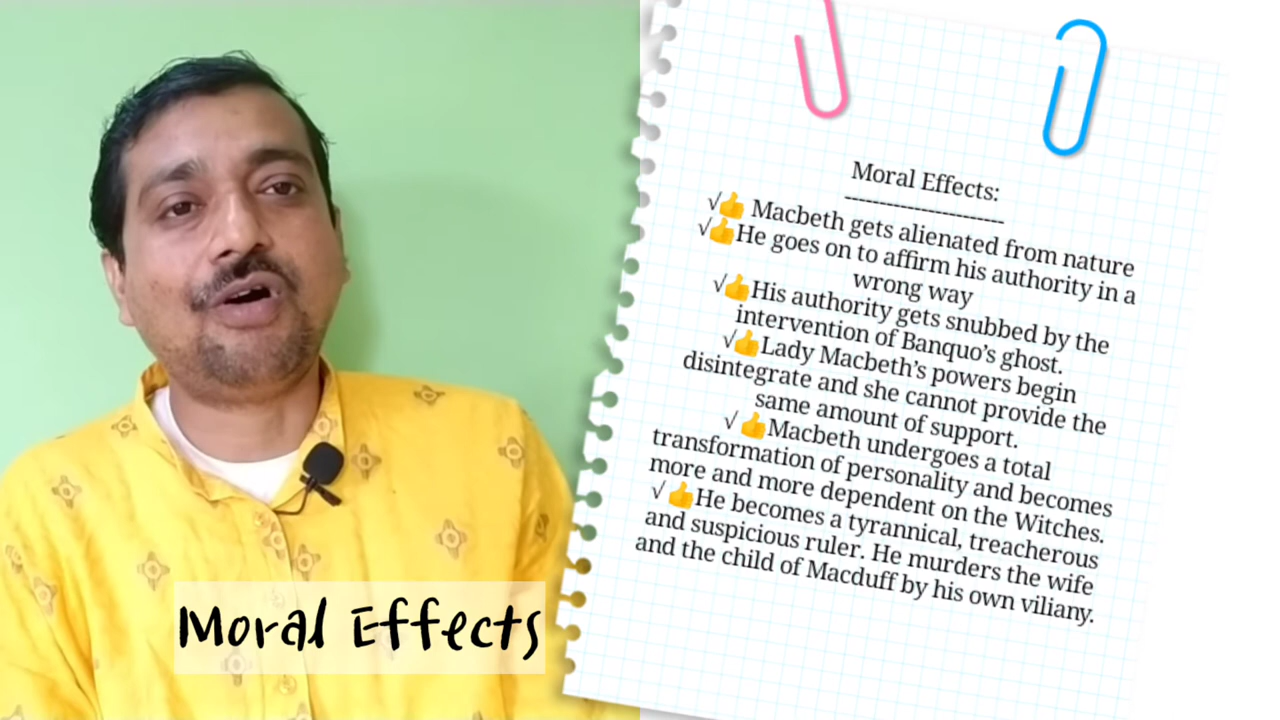 Moral Effects:
----------------------
√👍 Macbeth gets alienated from nature
√👍He goes on to affirm his authority in a
wrong way
√👍His authority gets snubbed by the
intervention of Banquo’s ghost.
√👍Lady Macbeth’s powers begin
disintegrate and she cannot provide the
same amount of support.
√ 👍Macbeth undergoes a total
transformation of personality and becomes
more and more dependent on the Witches.
√👍He becomes a tyrannical, treacherous
and suspicious ruler. He murders the wife
and the child of Macduff by his own viliany.
Moral Effects